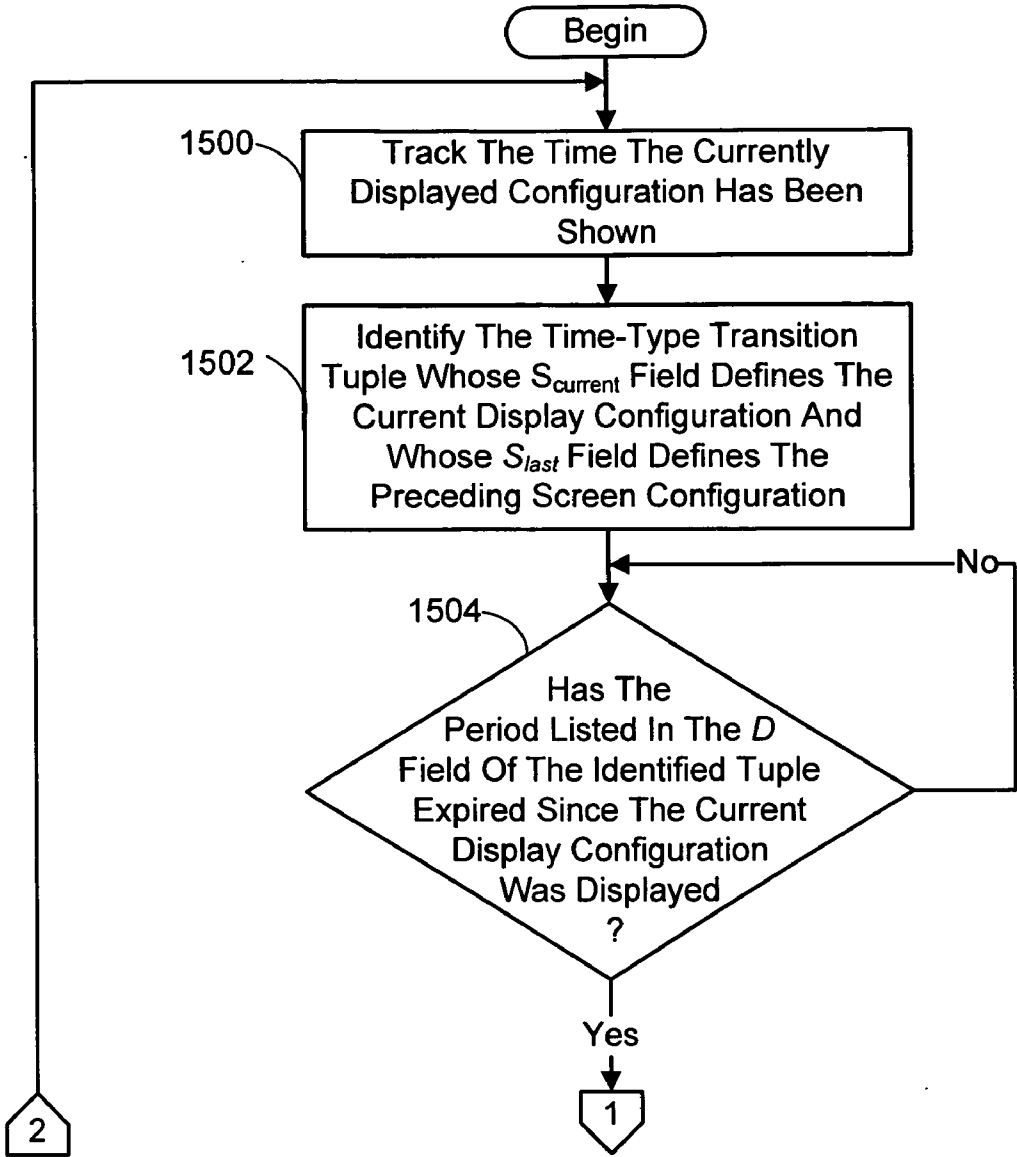 Begin
1500
Track The Time The Currently
Displayed Configuration Has Been
Shown
1502
Identify The Time-Type Transition
Tuple Whose Scurrent Field Defines The
Current Display Configuration And
Whose Slast Field Defines The
Preceding Screen Configuration
No
1504
Has The
Period Listed In The D
Field Of The Identified Tuple
Expired Since The Current
Display Configuration
Was Displayed
?
Yes
1
2